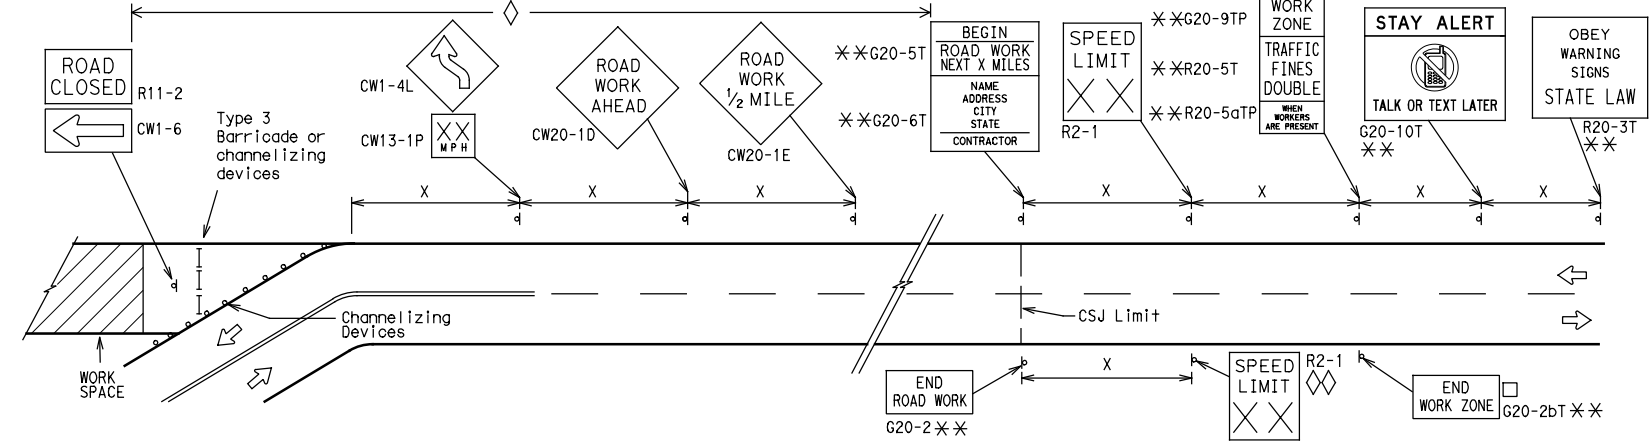 ROAD
CLOSED
R11-2
CW1-6
Type 3
Barricade or
channelizing
devices
CW1-4L
XX
MPH
CW13-1P
ROAD
WORK
AHEAD
CW20-1D
ROAD
WORK
1/2 MILE
CW20-1E
**G20-5T
**G20-6T
BEGIN
ROAD WORK
NEXT X MILES
NAME
ADDRESS
CITY
STATE
CONTRACTOR
SPEED
LIMIT
XX
R2-1
**G20-9TP
**R20-5T
**R20-5aTP
WORK
ZONE
TRAFFIC
FINES
DOUBLE
WHEN
WORKERS
ARE PRESENT
STAY ALERT
TALK OR TEXT LATER
G20-10T
**
OBEY
WARNING
SIGNS
STATE LAW
R20-3T
**
X X X X X X X
Channelizing
Devices
CSJ Limit
WORK
SPACE
END
ROAD WORK
G20-2 **
X
SPEED
LIMIT
XX
R2-1
END
WORK ZONE
G20-2bT **